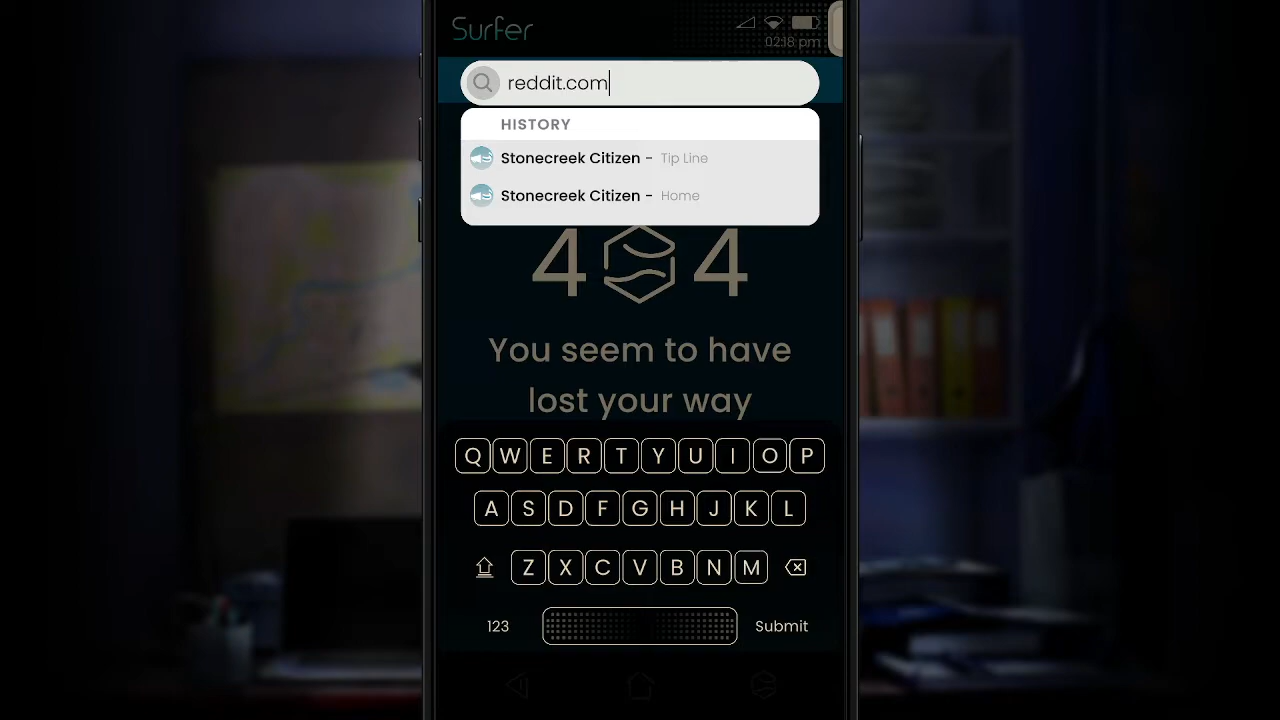 Surfer
02:18 pm
reddit.com
HISTORY
Stonecreek Citizen - Tip Line
Stonecreek Citizen - Home
4 4
You seem to have
lost your way
Q W E R T Y U I O P
A S D F G H J K L
Z X C V B N M
123 Submit